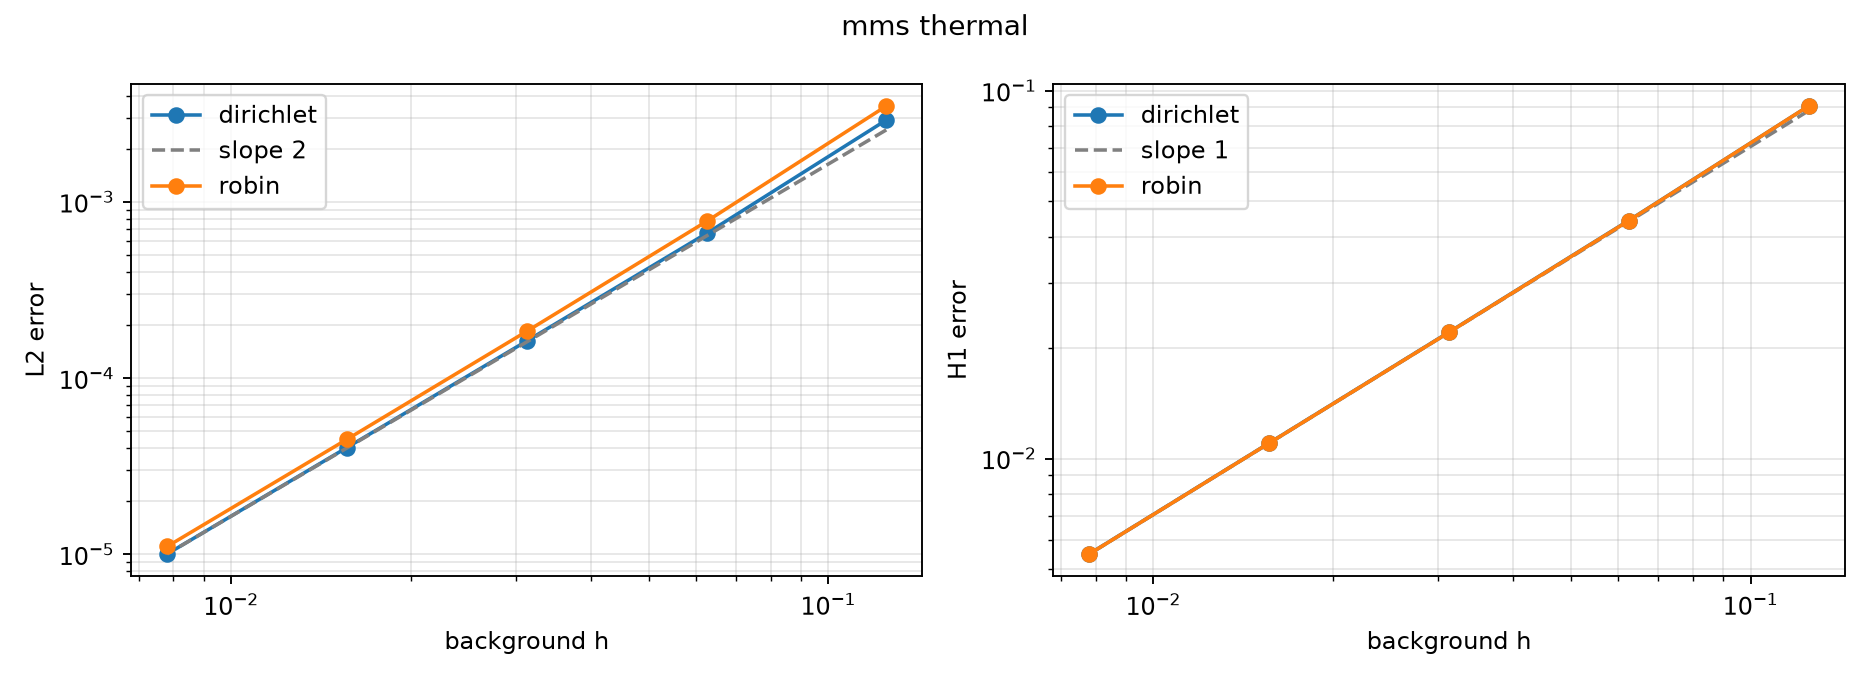 mms thermal
L2 error
10⁻³
10⁻⁴
10⁻⁵
dirichlet
slope 2
robin
10⁻²
10⁻¹
background h
H1 error
10⁻¹
10⁻²
dirichlet
slope 1
robin
10⁻²
10⁻¹
background h